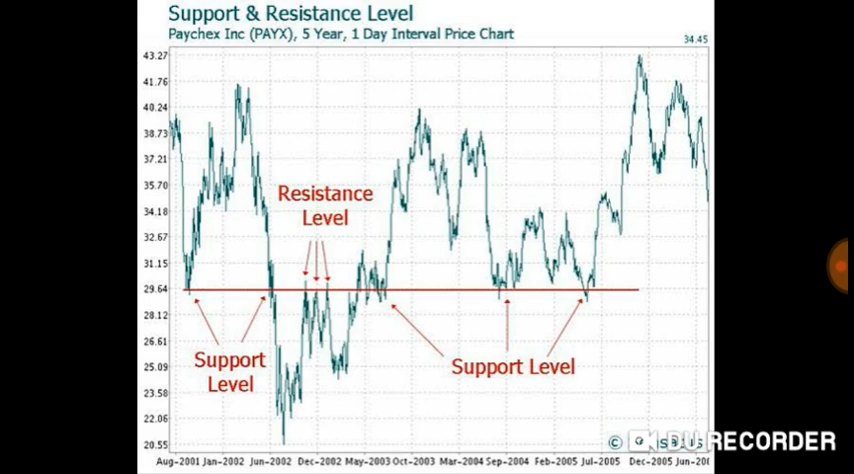 Support & Resistance Level
Paychex Inc (PAYX), 5 Year, 1 Day Interval Price Chart
34.45
43.27
41.76
40.24
38.73
37.21
35.70
34.18
32.67
31.15
29.64
28.12
26.61
25.09
23.58
22.06
20.55
Resistance
Level
Support
Level
Support Level
©
DU RECORDER
Aug-2001 Jan-2002 Jun-2002 Dec-2002 May-2003 Oct-2003 Mar-2004 Sep-2004 Feb-2005 Jul-2005 Dec-2005